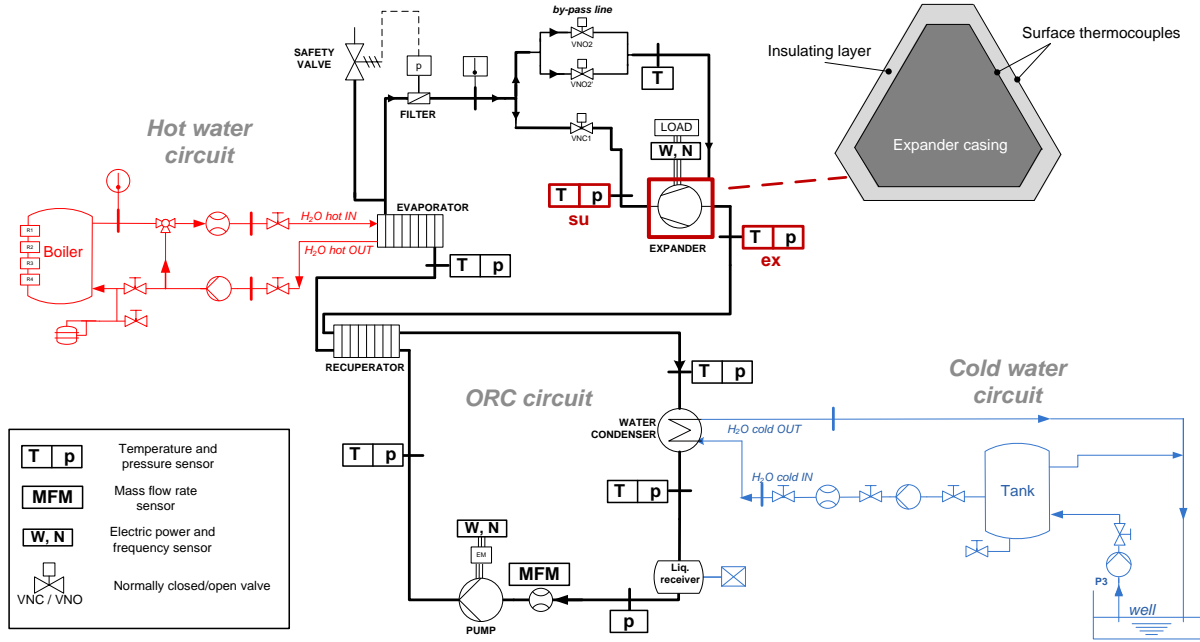 by-pass line
VNO2
SAFETY
VALVE
p
T
VNO2'
FILTER
VNC1
LOAD
W, N
T p
su
EXPANDER
T p
ex
Insulating layer
Surface thermocouples
Expander casing
Hot water
circuit
R1
R2
R3
R4
Boiler
H2O hot IN
H2O hot OUT
EVAPORATOR
T p
RECUPERATOR
ORC circuit
T p
WATER
CONDENSER
Cold water
circuit
H2O cold OUT
H2O cold IN
Tank
P3
well
T p
T p
Liq.
receiver
W, N
EM
MFM
PUMP
p
T p
Temperature and
pressure sensor
MFM
Mass flow rate
sensor
W, N
Electric power and
frequency sensor
VNC / VNO
Normally closed/open valve